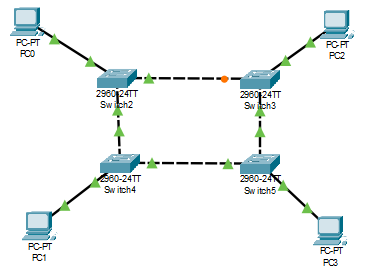 PC-PT
PC0
PC-PT
PC2
2960-24TT
Switch2
2960-24TT
Switch3
2960-24TT
Switch4
2960-24TT
Switch5
PC-PT
PC1
PC-PT
PC3